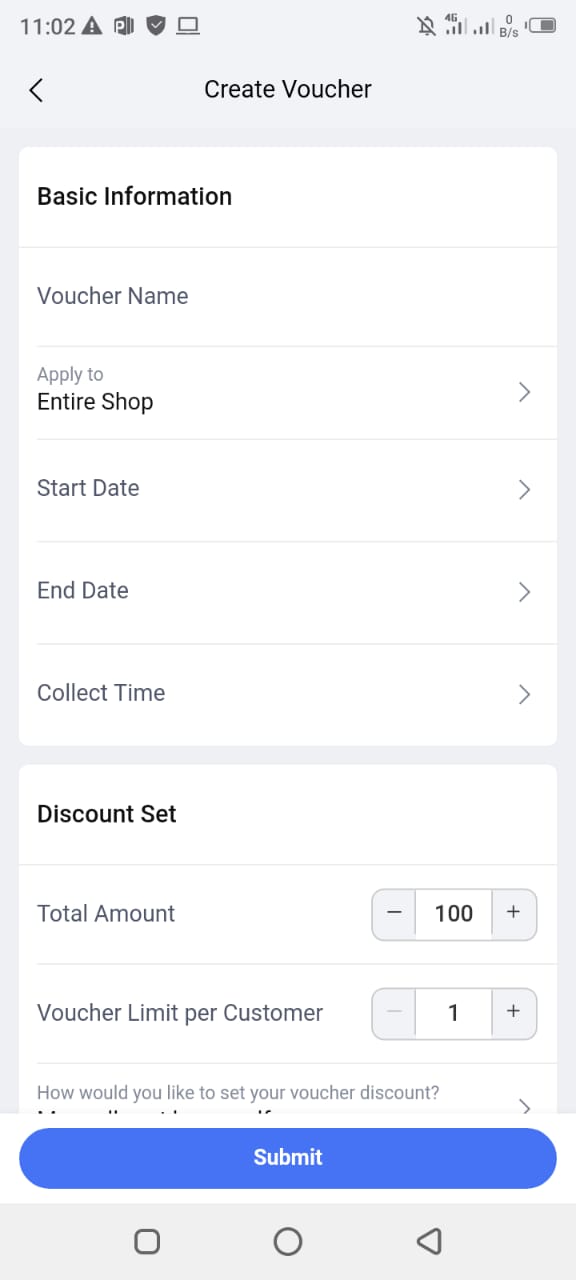 11:02
4G
0
B/s
Create Voucher
Basic Information
Voucher Name
Apply to
Entire Shop
Start Date
End Date
Collect Time
Discount Set
Total Amount
− 100 +
Voucher Limit per Customer
− 1 +
How would you like to set your voucher discount?
Submit